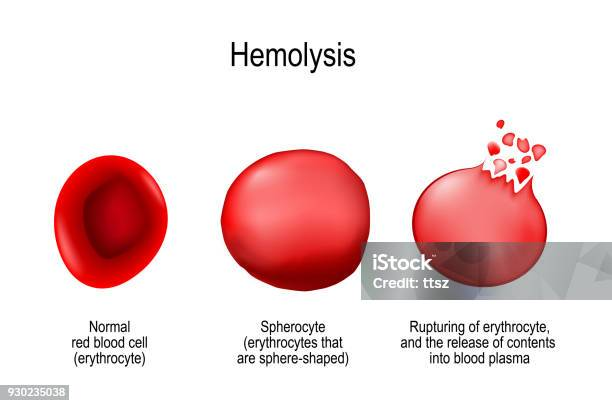 Hemolysis
iStock
Credit: ttsz
Normal
red blood cell
(erythrocyte)
Spherocyte
(erythrocytes that
are sphere-shaped)
Rupturing of erythrocyte,
and the release of contents
into blood plasma
930235038